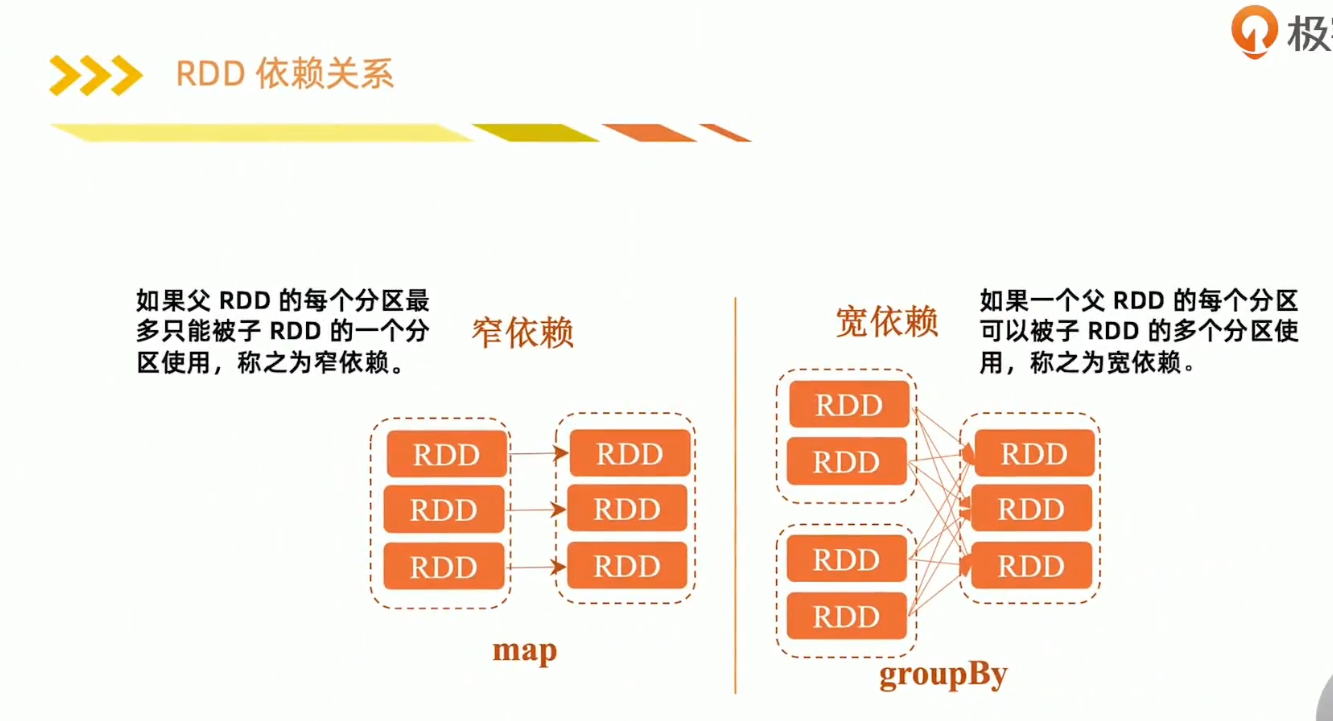 极
RDD 依赖关系
如果父 RDD 的每个分区最
多只能被子 RDD 的一个分
区使用，称之为窄依赖。
窄依赖
RDD
RDD
RDD
RDD
RDD
RDD
map
宽依赖
如果一个父 RDD 的每个分区
可以被子 RDD 的多个分区使
用，称之为宽依赖。
RDD
RDD
RDD
RDD
RDD
RDD
RDD
groupBy